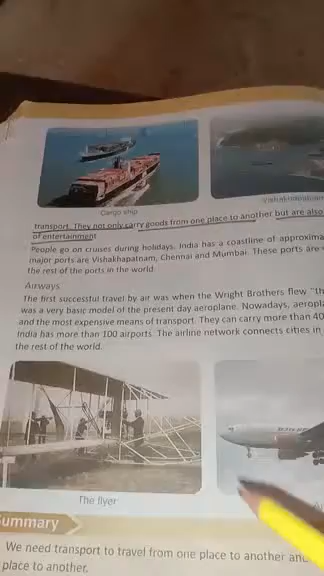 Cargo ship
transport. They not only carry goods from one place to another but are also
of entertainment
People go on cruises during holidays. India has a coastline of
major ports are Vishakhapatnam, Chennai and Mumbai. These ports are
the rest of the ports in the world.
Airways
The first successful travel by air was when the Wright Brothers flew
was a very basic model of the present day aeroplane. Nowadays,
and the most expensive means of transport. They can carry more than 40
India has more than 100 airports. The airline network connects cities in
the rest of the world.
The flyer
Summary
We need transport to travel from one place to another and
place to another.